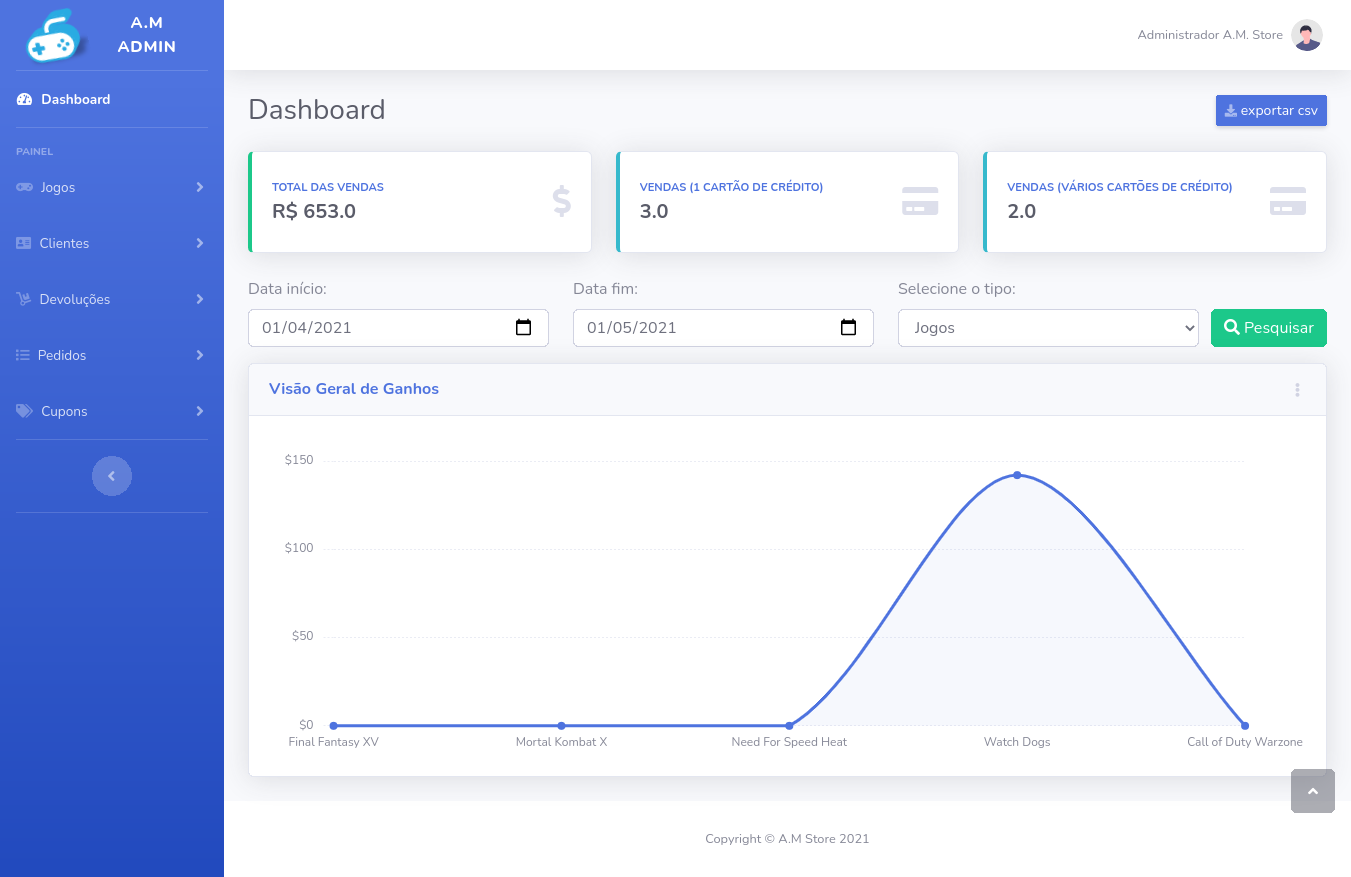 A.M
ADMIN
Administrador A.M. Store
Dashboard
PAINEL
Jogos
Clientes
Devoluções
Pedidos
Cupons
Dashboard
exportar csv
TOTAL DAS VENDAS
R$ 653.0
VENDAS (1 CARTÃO DE CRÉDITO)
3.0
VENDAS (VÁRIOS CARTÕES DE CRÉDITO)
2.0
Data início:
01/04/2021
Data fim:
01/05/2021
Selecione o tipo:
Jogos
Pesquisar
Visão Geral de Ganhos
$150
$100
$50
$0
Final Fantasy XV
Mortal Kombat X
Need For Speed Heat
Watch Dogs
Call of Duty Warzone
Copyright © A.M Store 2021